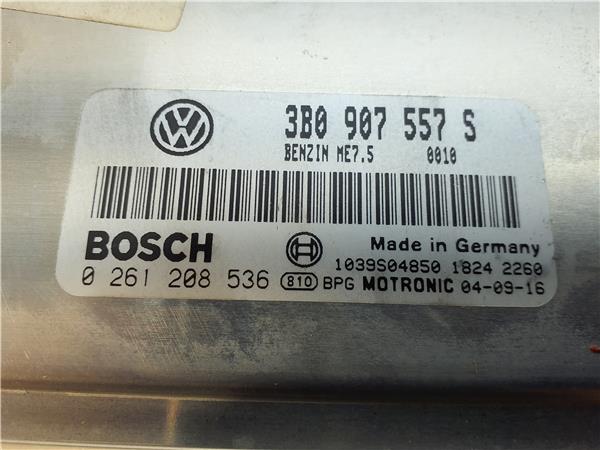 3B0 907 557 S
BENZIN ME7.5 0010
BOSCH
Made in Germany
1039S04850 1824 2260
0 261 208 536 810 BPG MOTRONIC 04-09-16